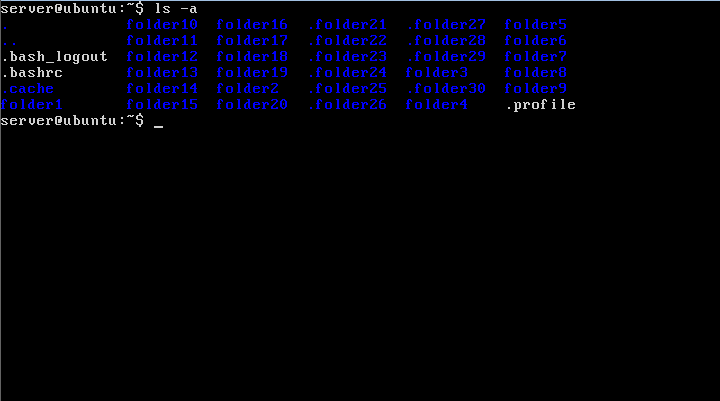 server@ubuntu:~$ ls -a
. folder10 folder16 .folder21 .folder27 folder5
.. folder11 folder17 .folder22 .folder28 folder6
.bash_logout folder12 folder18 .folder23 .folder29 folder7
.bashrc folder13 folder19 .folder24 folder3 folder8
.cache folder14 folder2 .folder25 .folder30 folder9
folder1 folder15 folder20 .folder26 folder4 .profile
server@ubuntu:~$ _